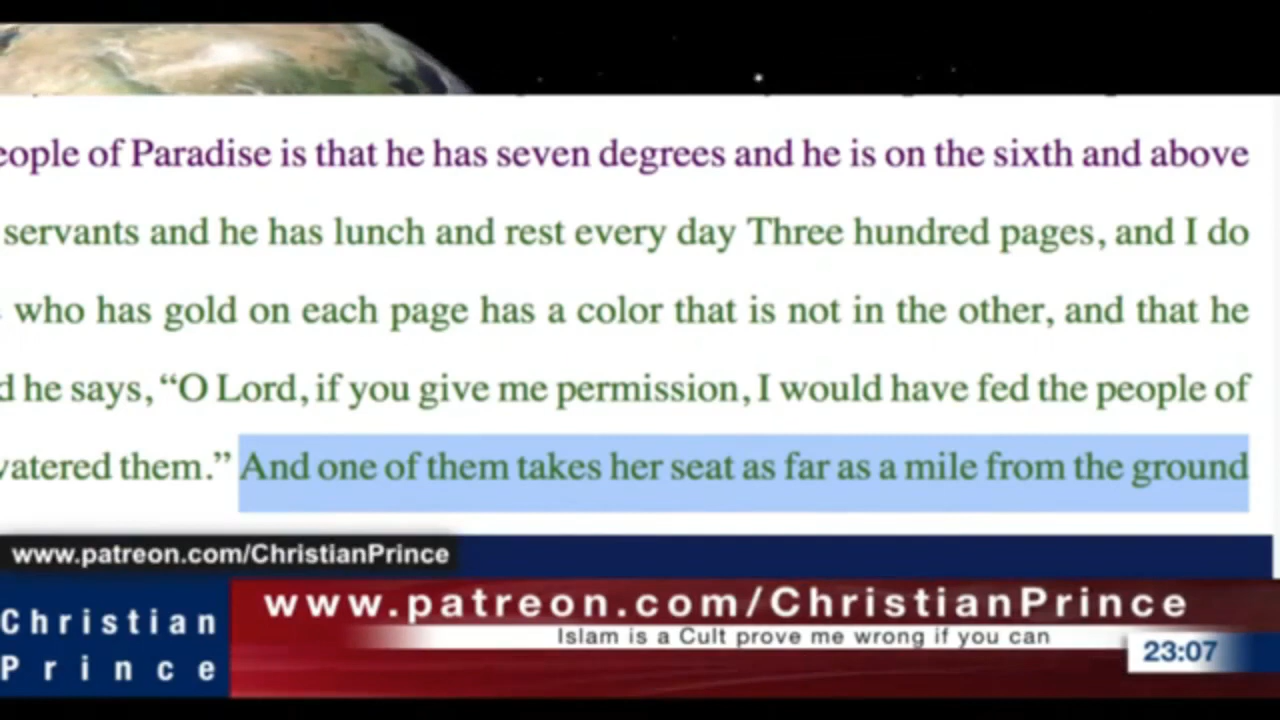 people of Paradise is that he has seven degrees and he is on the sixth and above
servants and he has lunch and rest every day Three hundred pages, and I do
who has gold on each page has a color that is not in the other, and that he
he says, “O Lord, if you give me permission, I would have fed the people of
watered them.” And one of them takes her seat as far as a mile from the ground
www.patreon.com/ChristianPrince
www.patreon.com/ChristianPrince
Islam is a Cult prove me wrong if you can
Christian
Prince
23:07